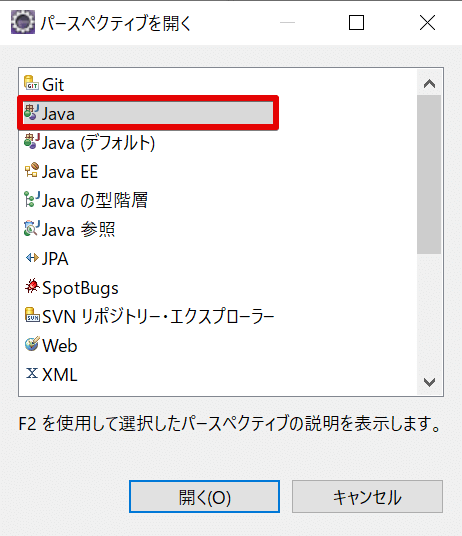 パースペクティブを開く
Git
Java
Java (デフォルト)
Java EE
Java の型階層
Java 参照
JPA
SpotBugs
SVN リポジトリー・エクスプローラー
Web
XML
F2 を使用して選択したパースペクティブの説明を表示します。
開く(O)
キャンセル